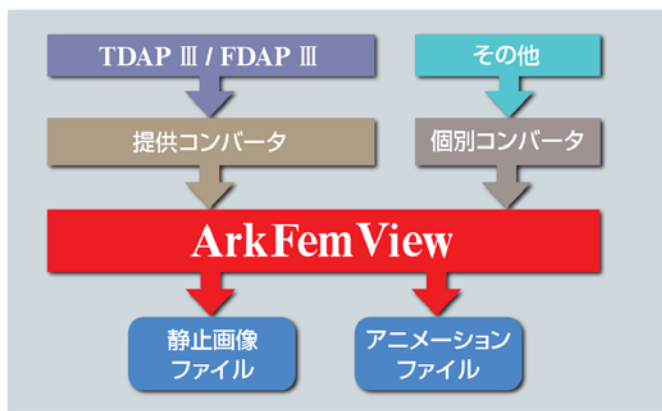 TDAP Ⅲ / FDAP Ⅲ
その他
提供コンバータ
個別コンバータ
ArkFemView
静止画像
ファイル
アニメーション
ファイル